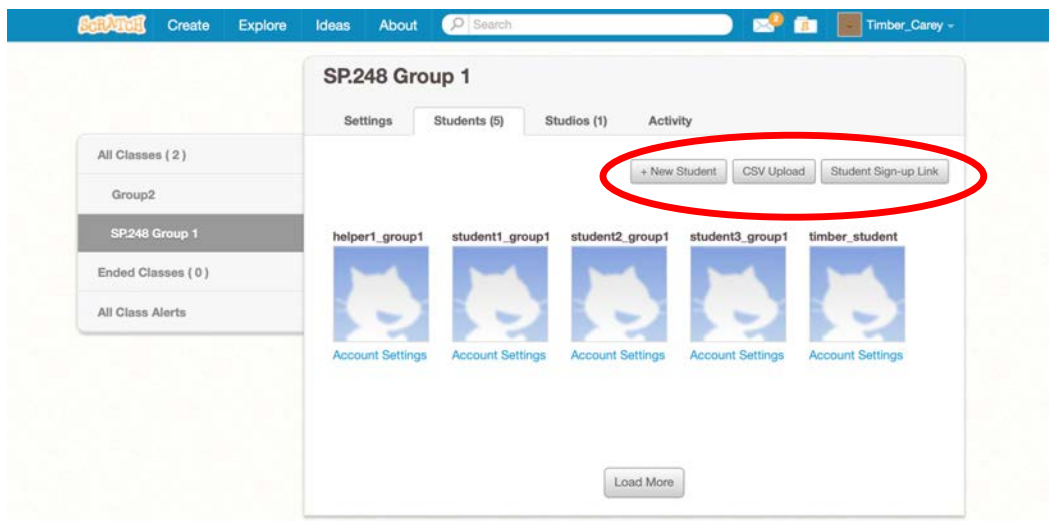 SCRATCH Create Explore Ideas About Search 2 Timber_Carey
SP.248 Group 1
Settings Students (5) Studios (1) Activity
All Classes ( 2 )
Group2
SP.248 Group 1
Ended Classes ( 0 )
All Class Alerts
+ New Student CSV Upload Student Sign-up Link
helper1_group1 student1_group1 student2_group1 student3_group1 timber_student
Account Settings Account Settings Account Settings Account Settings Account Settings
Load More